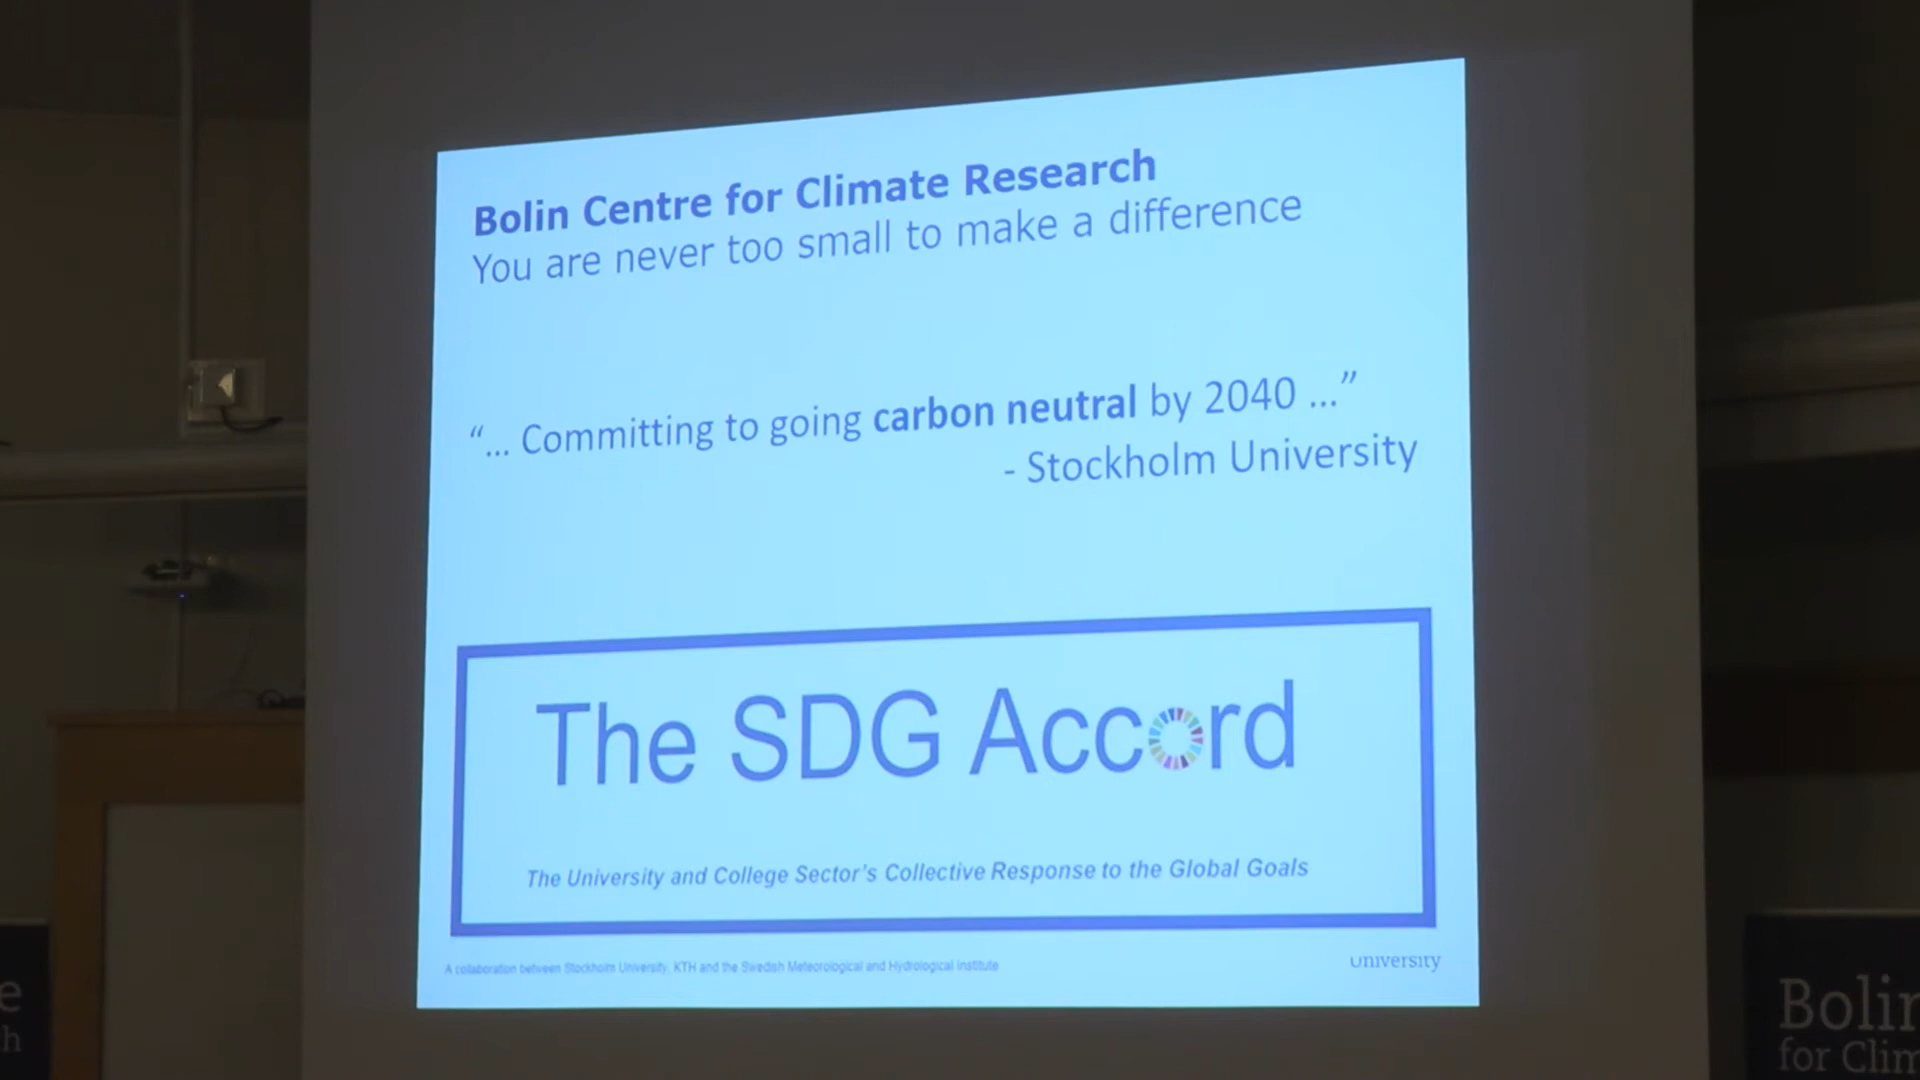 Bolin Centre for Climate Research
You are never too small to make a difference
“... Committing to going carbon neutral by 2040 ...”
- Stockholm University
The SDG Accord
The University and College Sector's Collective Response to the Global Goals
A collaboration between Stockholm University, KTH and the Swedish Meteorological and Hydrological Institute
University
Bolin
for Clim